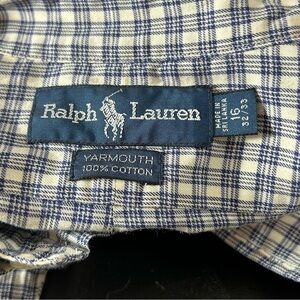 Ralph Lauren
YARMOUTH
100% COTTON
MADE IN
SRI LANKA
16
32/33